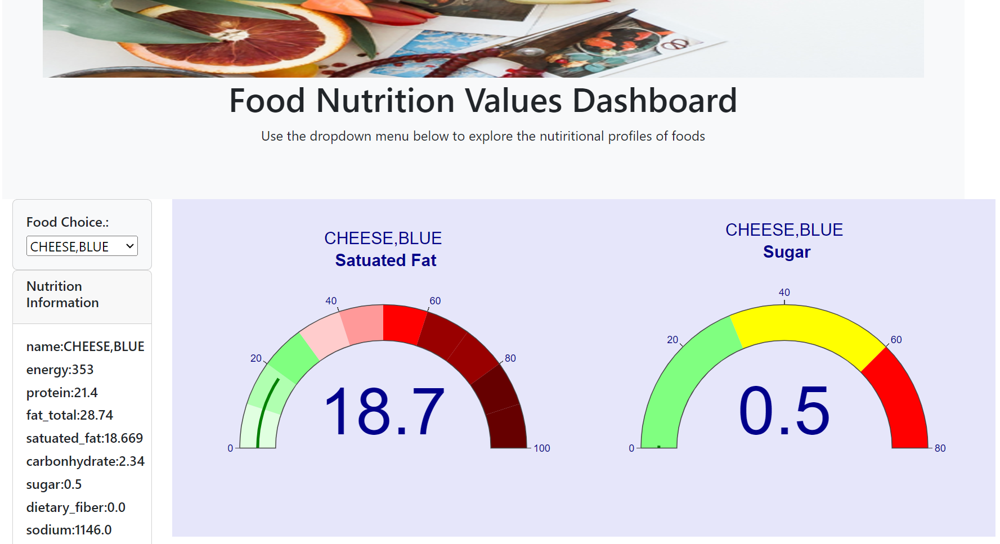 Food Nutrition Values Dashboard
Use the dropdown menu below to explore the nutiritional profiles of foods
Food Choice.:
CHEESE,BLUE
Nutrition
Information
name:CHEESE,BLUE
energy:353
protein:21.4
fat_total:28.74
satuated_fat:18.669
carbonhydrate:2.34
sugar:0.5
dietary_fiber:0.0
sodium:1146.0
CHEESE,BLUE
Satuated Fat
0
20
40
60
80
100
18.7
CHEESE,BLUE
Sugar
0
20
40
60
80
0.5